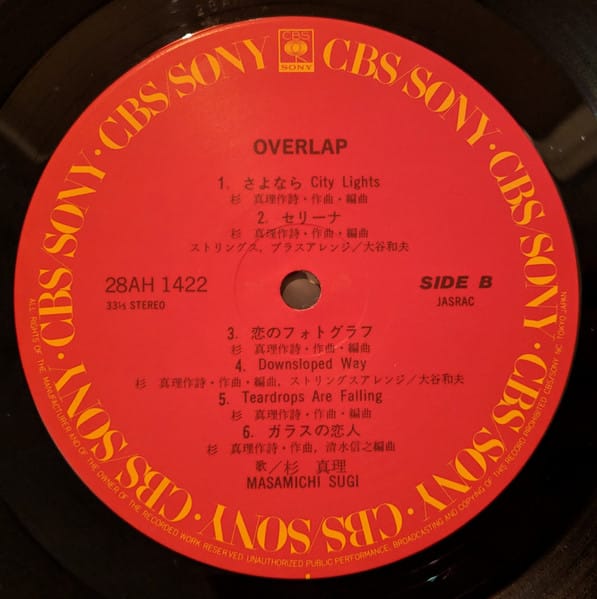 CBS
SONY
CBS/SONY · CBS/SONY · CBS/SONY · CBS/SONY · CBS/SONY · CBS/SONY · CBS/SONY · CBS/SONY
OVERLAP
1. さよなら City Lights
杉 真理作詩・作曲・編曲
2. セリーナ
杉 真理作詩・作曲・編曲
ストリングス, ブラスアレンジ/大谷和夫
28AH 1422
33⅓ STEREO
SIDE B
JASRAC
3. 恋のフォトグラフ
杉 真理作詩・作曲・編曲
4. Downsloped Way
杉 真理作詩・作曲・編曲, ストリングスアレンジ/大谷和夫
5. Teardrops Are Falling
杉 真理作詩・作曲・編曲
6. ガラスの恋人
杉 真理作詩・作曲, 清水信之編曲
歌/杉 真理
MASAMICHI SUGI
ALL RIGHTS OF THE MANUFACTURER AND OF THE OWNER OF THE RECORDED WORK RESERVED. UNAUTHORIZED PUBLIC PERFORMANCE, BROADCASTING AND COPYING OF THIS RECORD PROHIBITED. CBS/SONY INC. TOKYO JAPAN